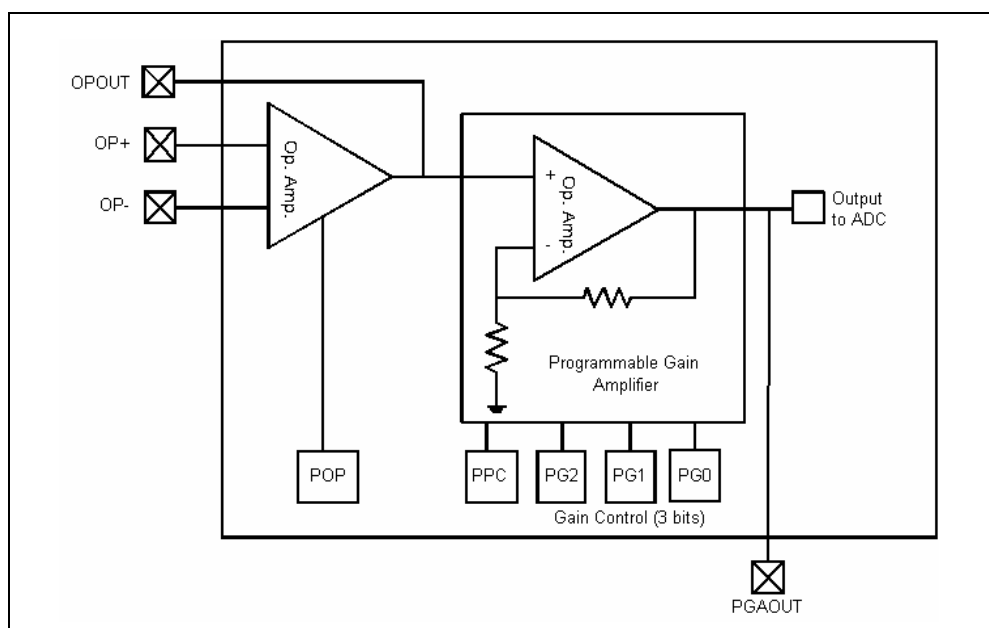 OPOUT
OP+
OP-
Op. Amp.
+
-
Op. Amp.
Output
to ADC
Programmable Gain
Amplifier
POP
PPC
PG2
PG1
PG0
Gain Control (3 bits)
PGAOUT